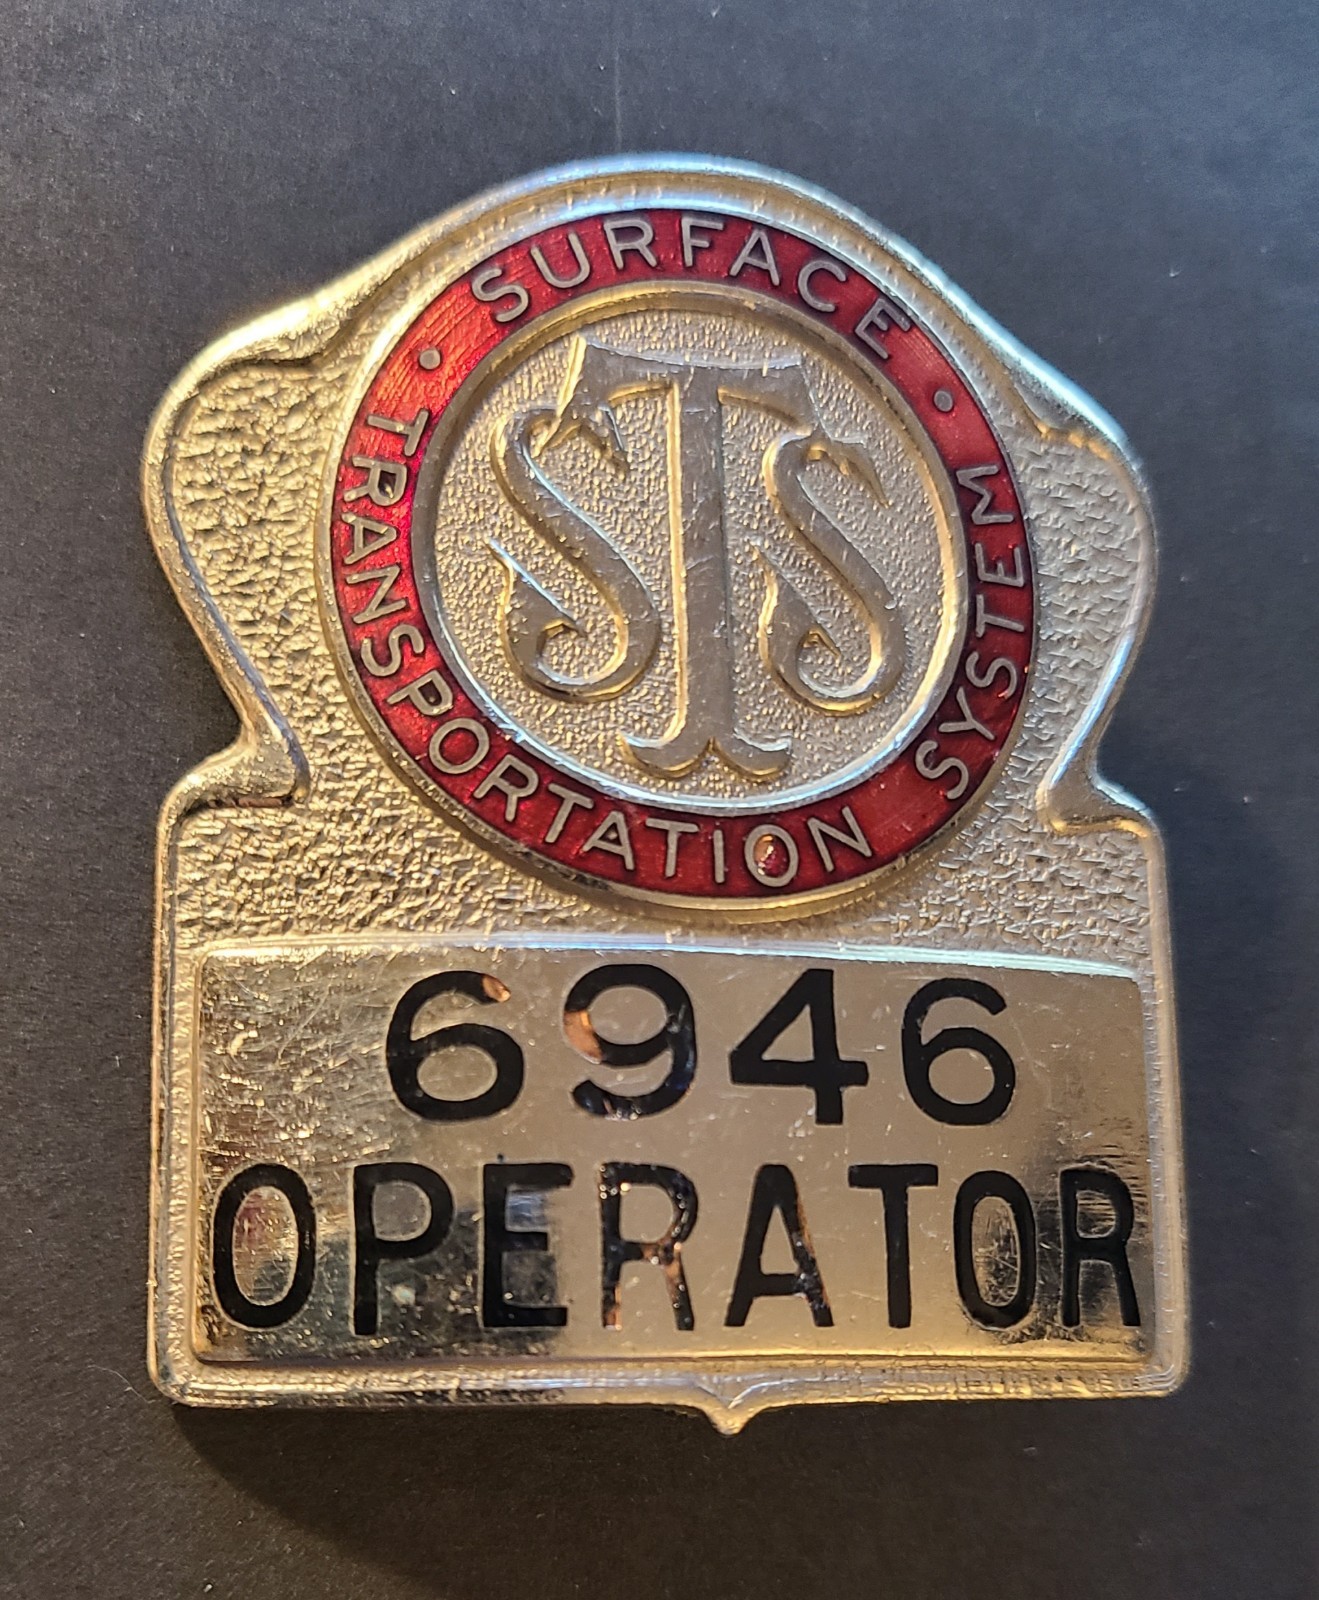 SURFACE
TRANSPORTATION SYSTEM
STS
6946
OPERATOR